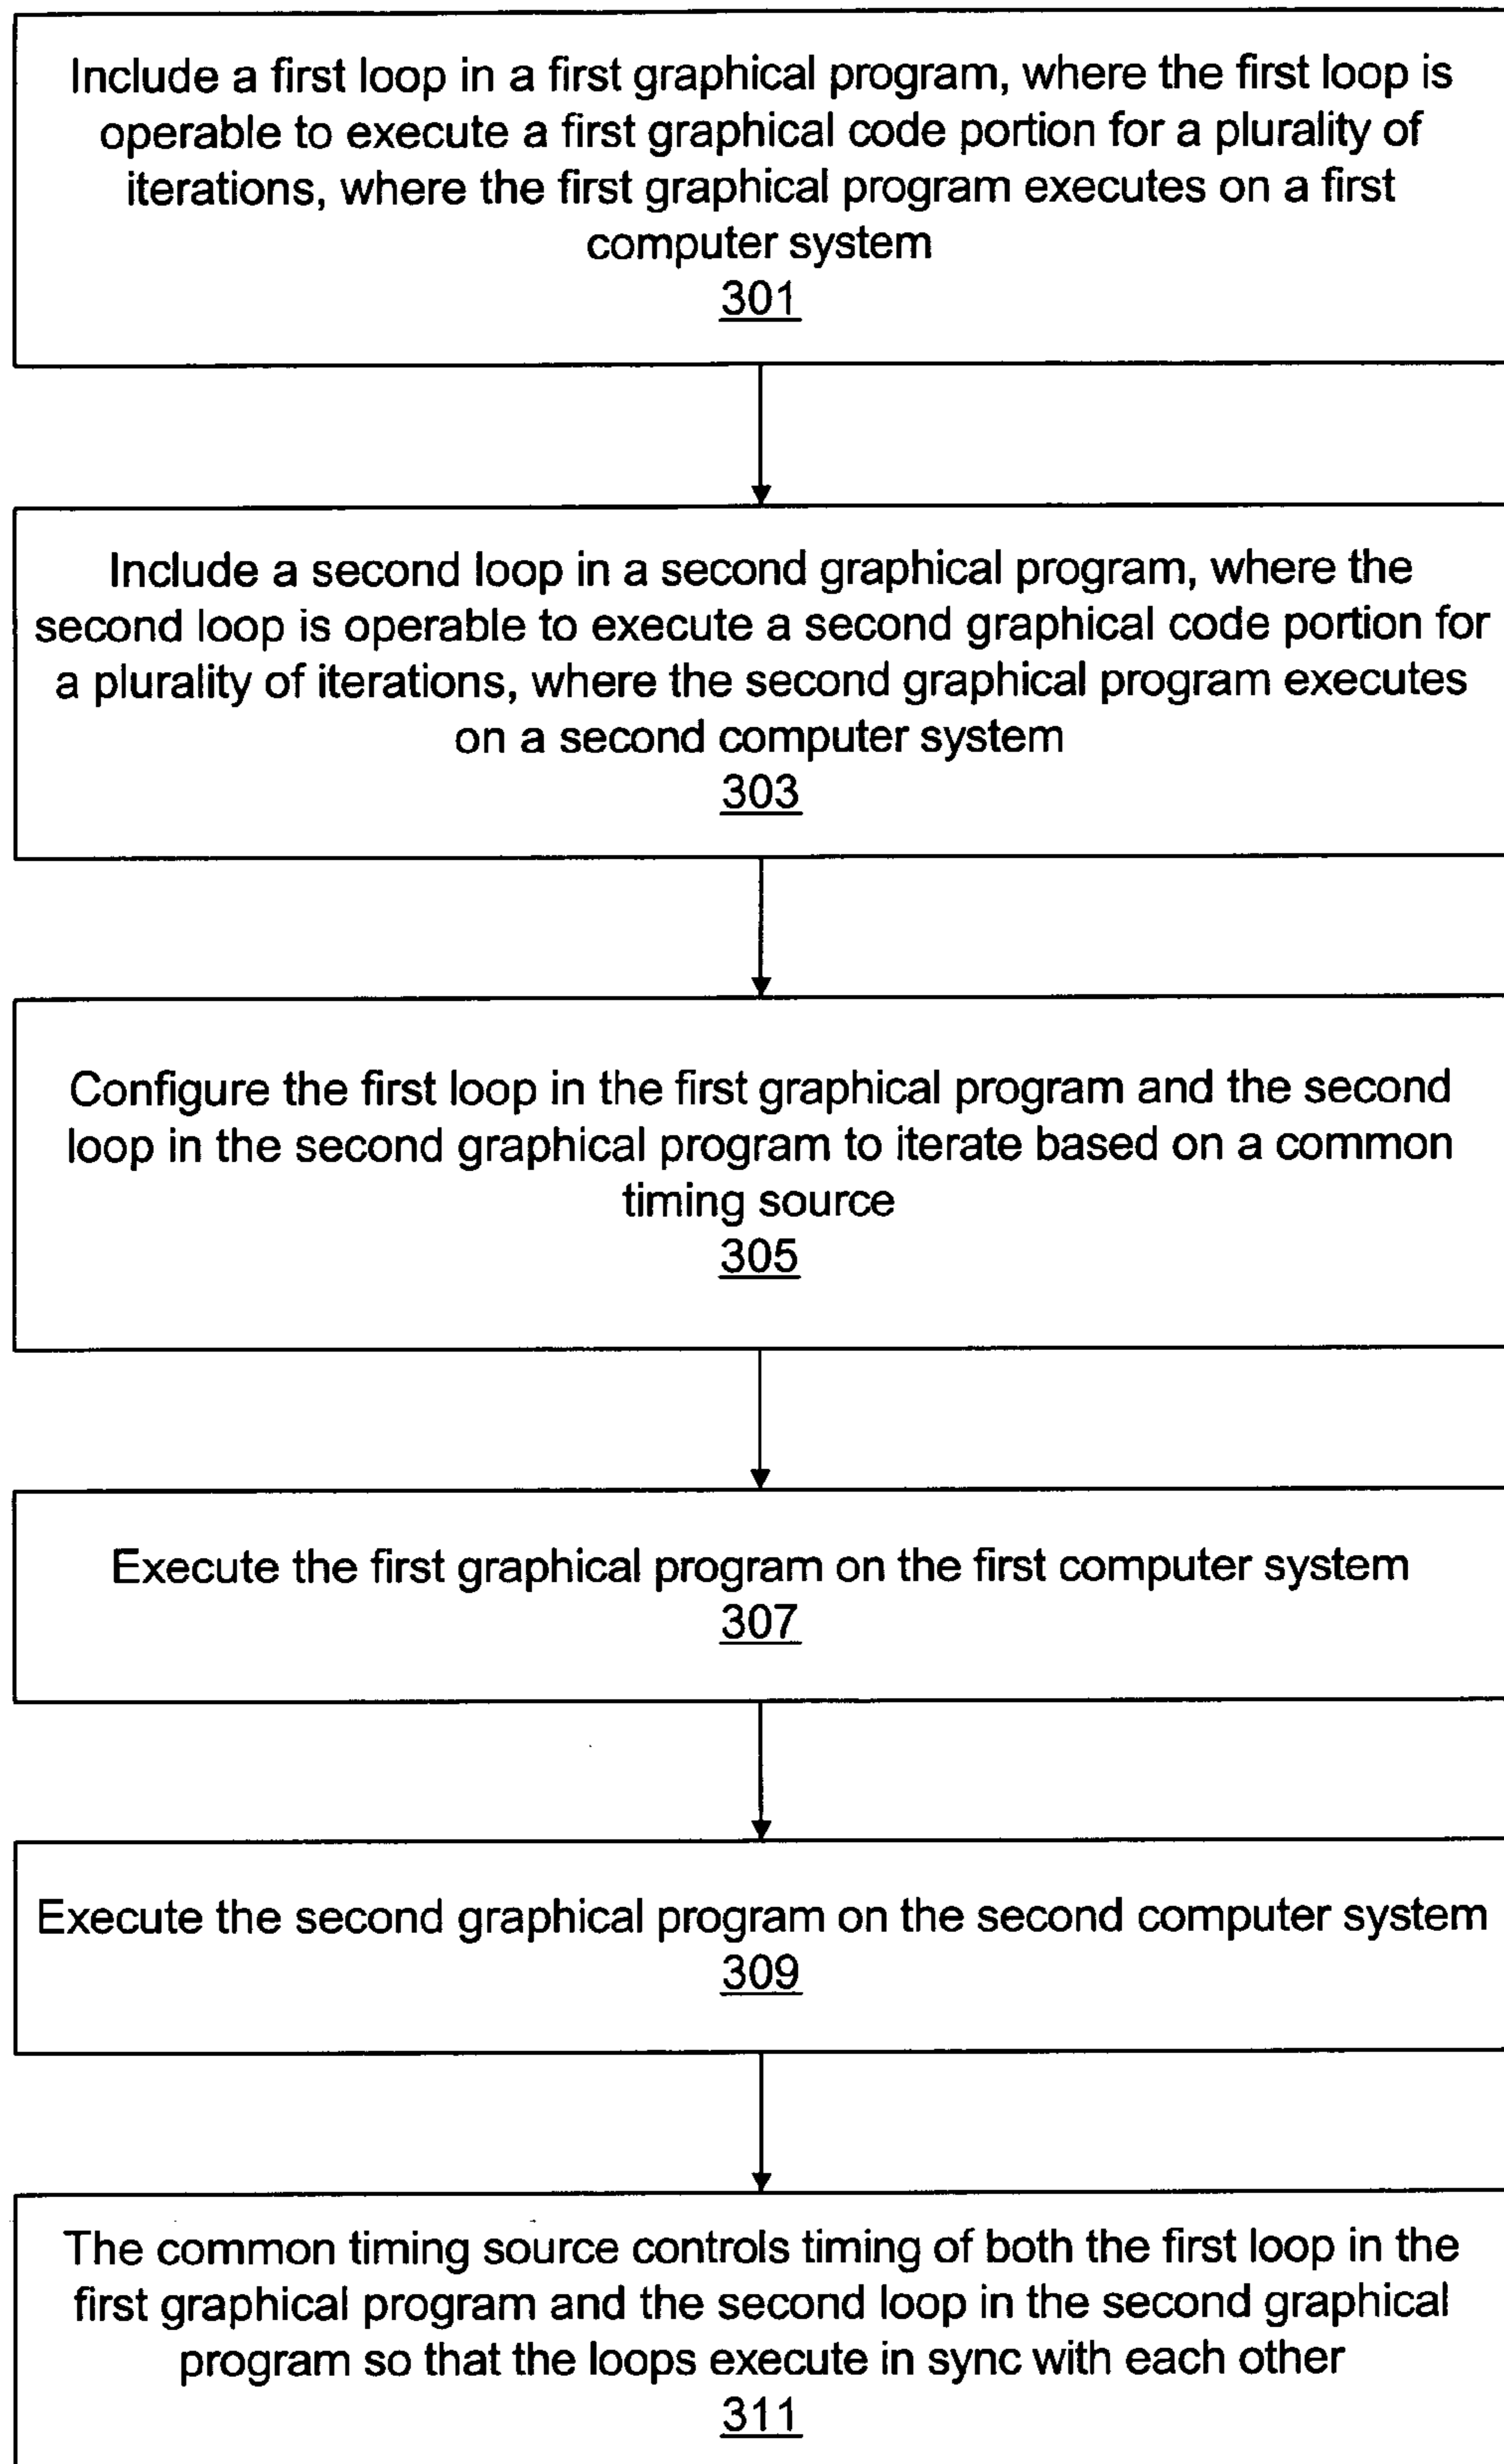 Include a first loop in a first graphical program, where the first loop is
operable to execute a first graphical code portion for a plurality of
iterations, where the first graphical program executes on a first
computer system
301
Include a second loop in a second graphical program, where the
second loop is operable to execute a second graphical code portion for
a plurality of iterations, where the second graphical program executes
on a second computer system
303
Configure the first loop in the first graphical program and the second
loop in the second graphical program to iterate based on a common
timing source
305
Execute the first graphical program on the first computer system
307
Execute the second graphical program on the second computer system
309
The common timing source controls timing of both the first loop in the
first graphical program and the second loop in the second graphical
program so that the loops execute in sync with each other
311